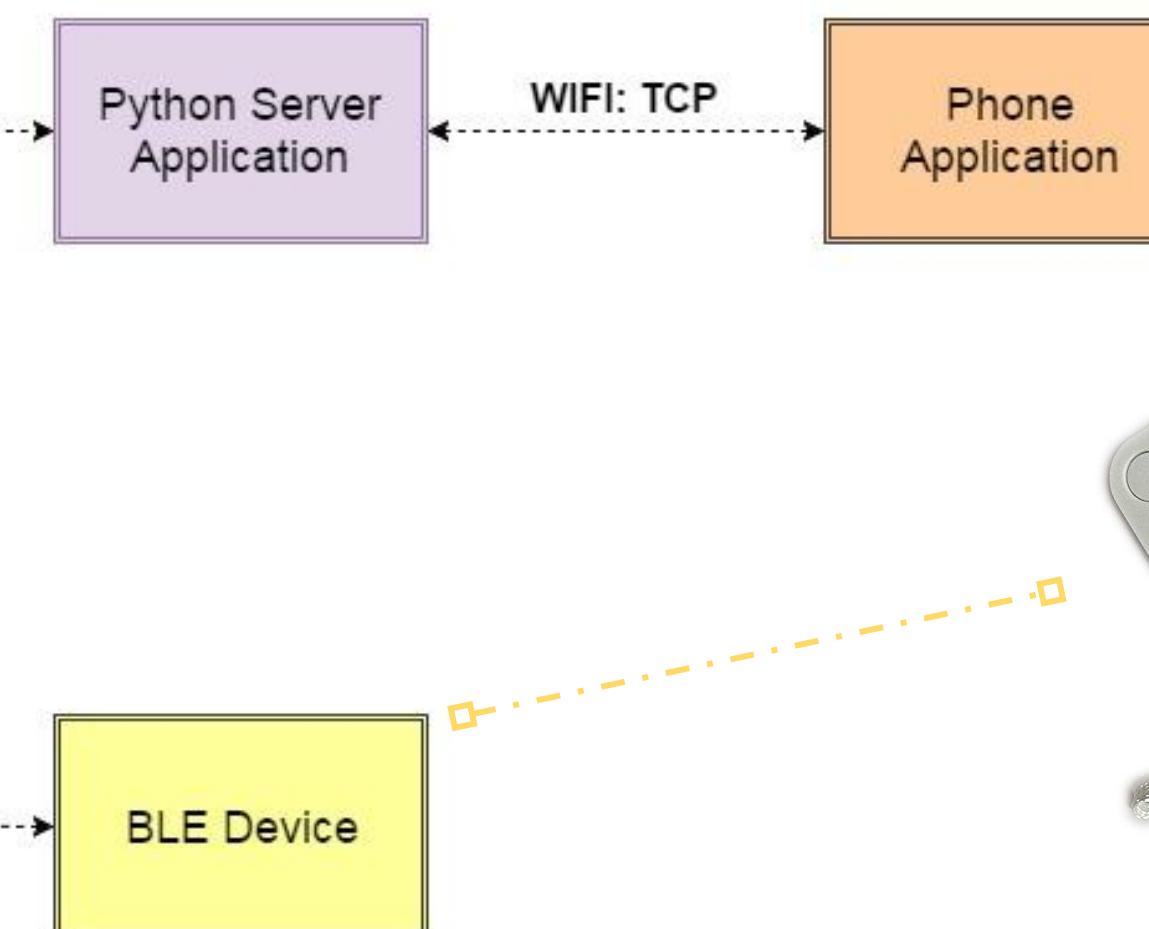 Python Server
Application
WIFI: TCP
Phone
Application
BLE Device